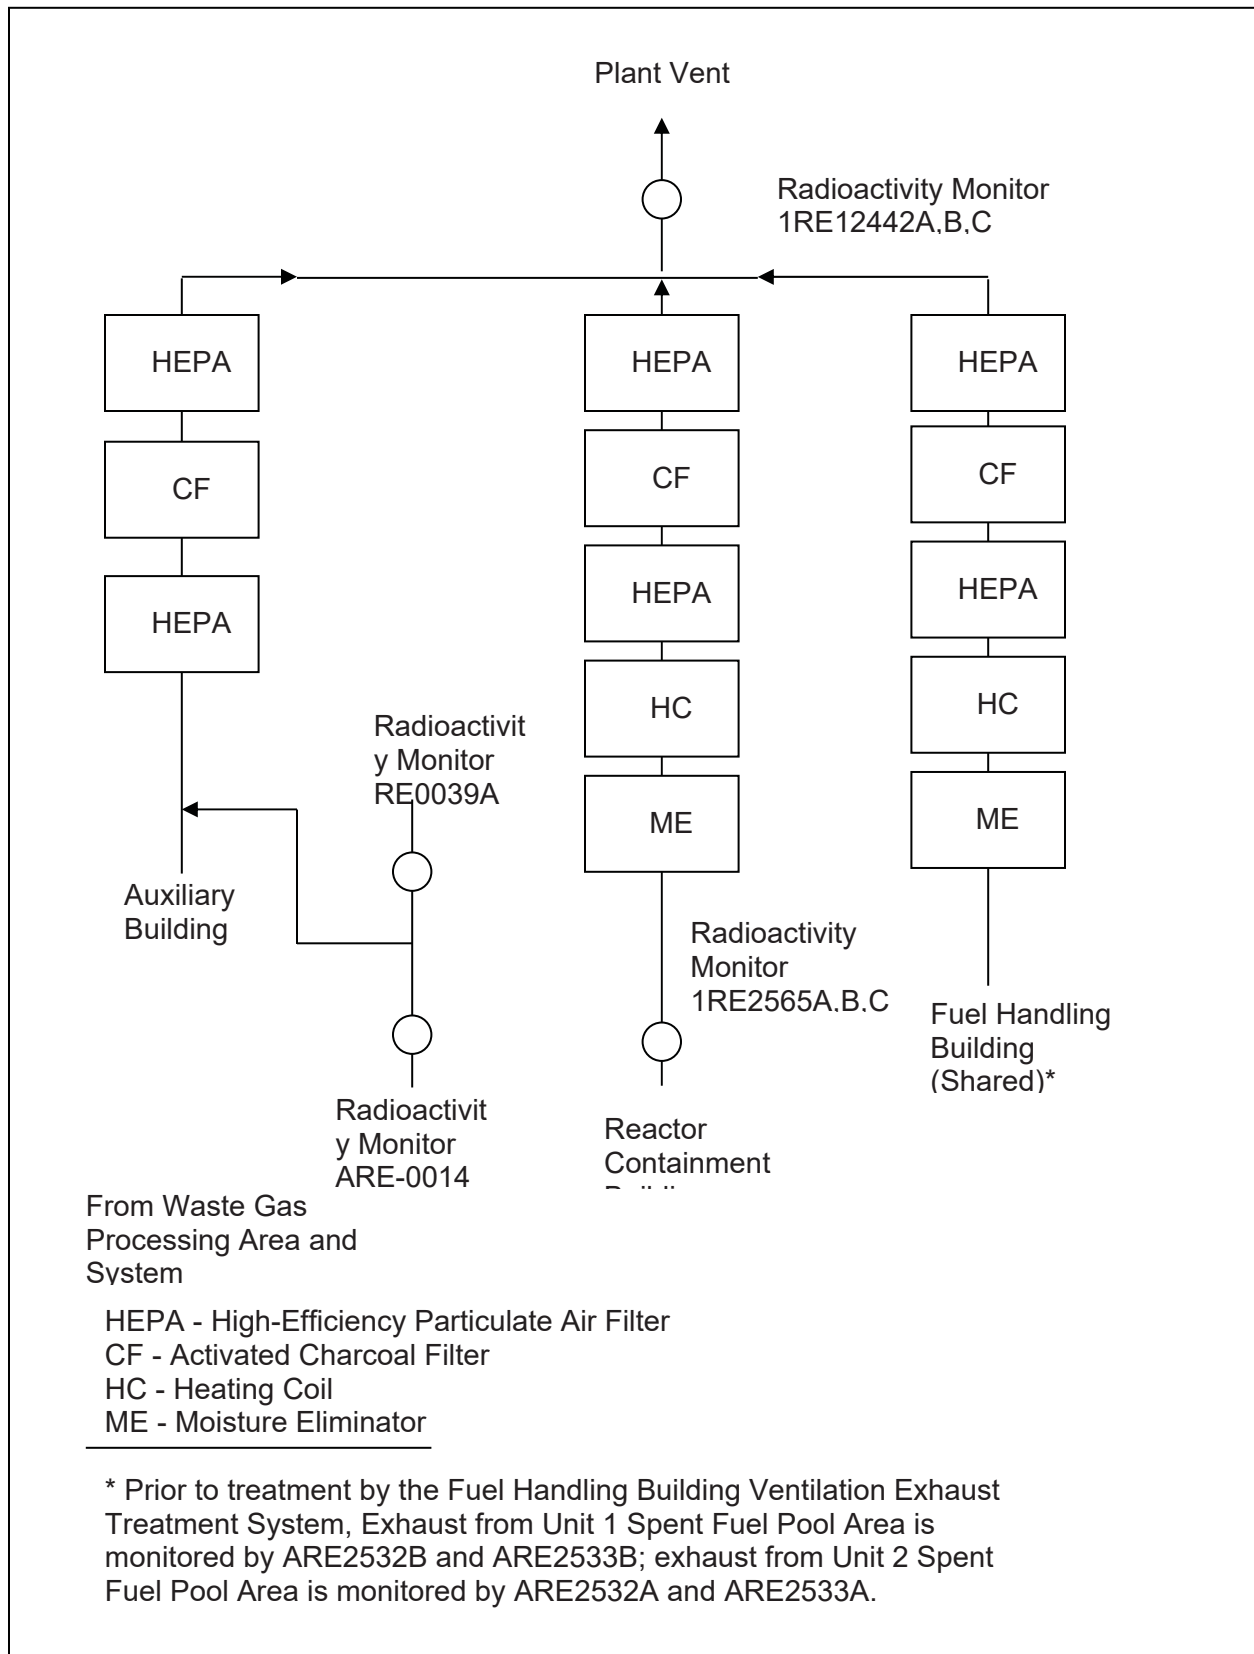 Plant Vent
Radioactivity Monitor
1RE12442A,B,C
HEPA
HEPA
HEPA
CF
CF
CF
HEPA
HEPA
HEPA
HC
HC
ME
ME
Radioactivit
y Monitor
RE0039A
Auxiliary
Building
Radioactivity
Monitor
1RE2565A,B,C
Fuel Handling
Building
(Shared)*
Radioactivit
y Monitor
ARE-0014
Reactor
Containment
From Waste Gas
Processing Area and
System
HEPA - High-Efficiency Particulate Air Filter
CF - Activated Charcoal Filter
HC - Heating Coil
ME - Moisture Eliminator
* Prior to treatment by the Fuel Handling Building Ventilation Exhaust
Treatment System, Exhaust from Unit 1 Spent Fuel Pool Area is
monitored by ARE2532B and ARE2533B; exhaust from Unit 2 Spent
Fuel Pool Area is monitored by ARE2532A and ARE2533A.